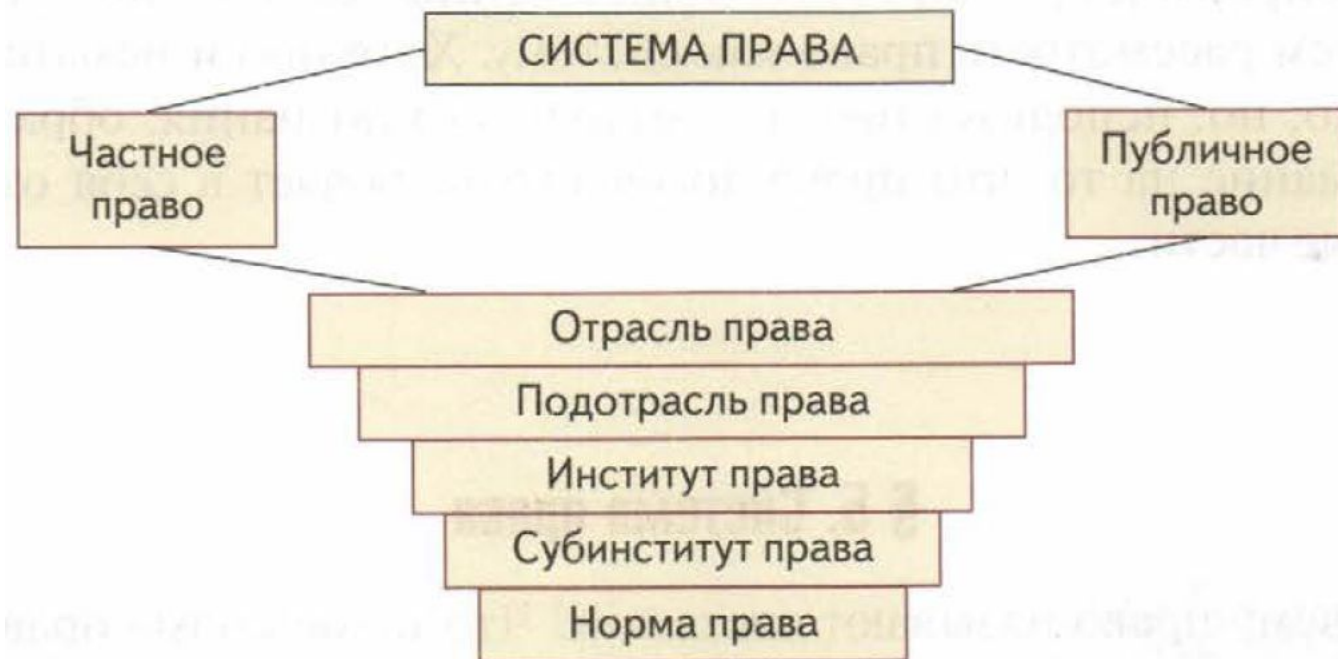 СИСТЕМА ПРАВА
Частное
право
Публичное
право
Отрасль права
Подотрасль права
Институт права
Субинститут права
Норма права